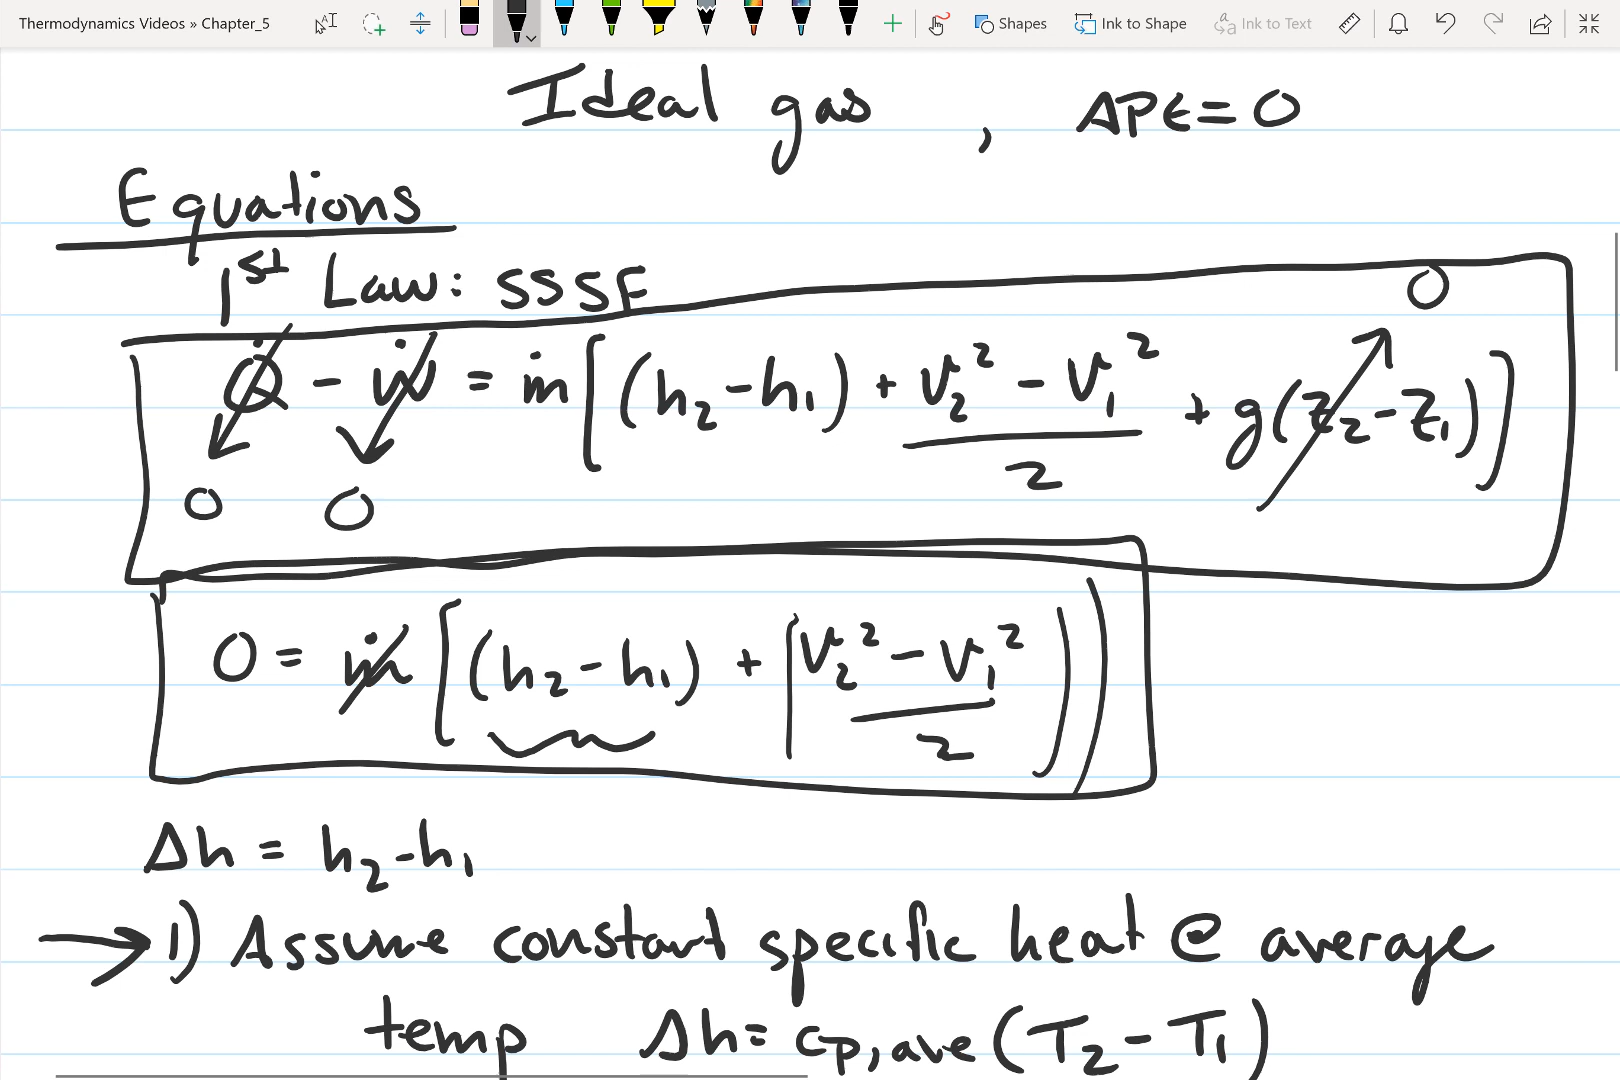 Thermodynamics Videos » Chapter_5 Shapes Ink to Shape Ink to Text
Ideal gas , ΔPE = 0
Equations
1st Law: SSSF
Q̇ - Ẇ = ṁ[(h₂-h₁) + V₂² - V₁² / 2 + g(z₂-z₁)] 0
0 0
0 = ṁ[(h₂-h₁) + (V₂² - V₁² / 2)]
Δh = h₂-h₁
→ 1) Assume constant specific heat @ average
temp Δh = cp,ave (T₂-T₁)